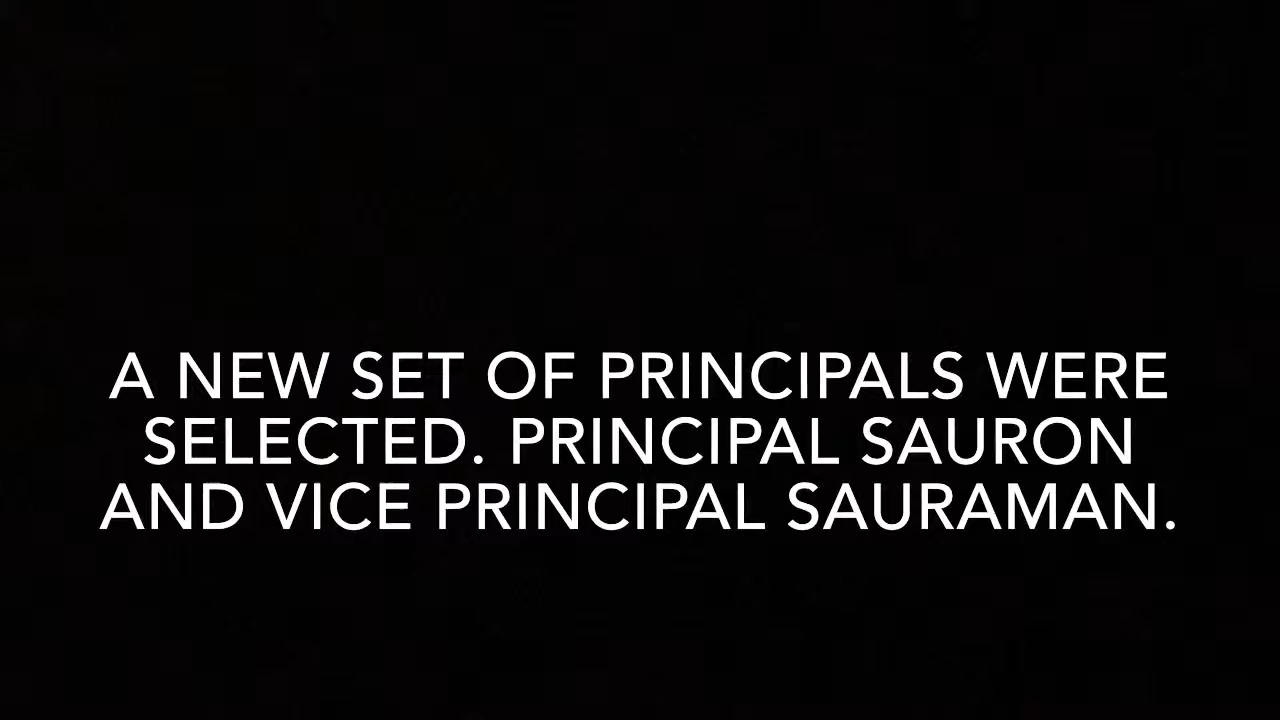 A NEW SET OF PRINCIPALS WERE
SELECTED. PRINCIPAL SAURON
AND VICE PRINCIPAL SAURAMAN.